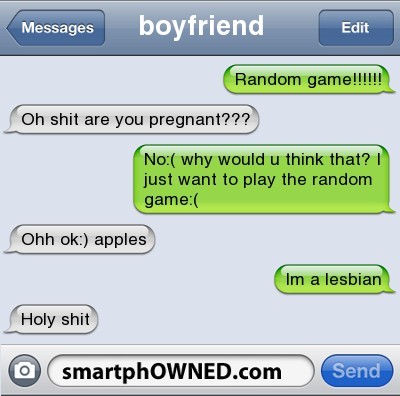 Messages
boyfriend
Edit
Random game!!!!!!
Oh shit are you pregnant???
No:( why would u think that? I
just want to play the random
game:(
Ohh ok:) apples
Im a lesbian
Holy shit
smartphOWNED.com
Send